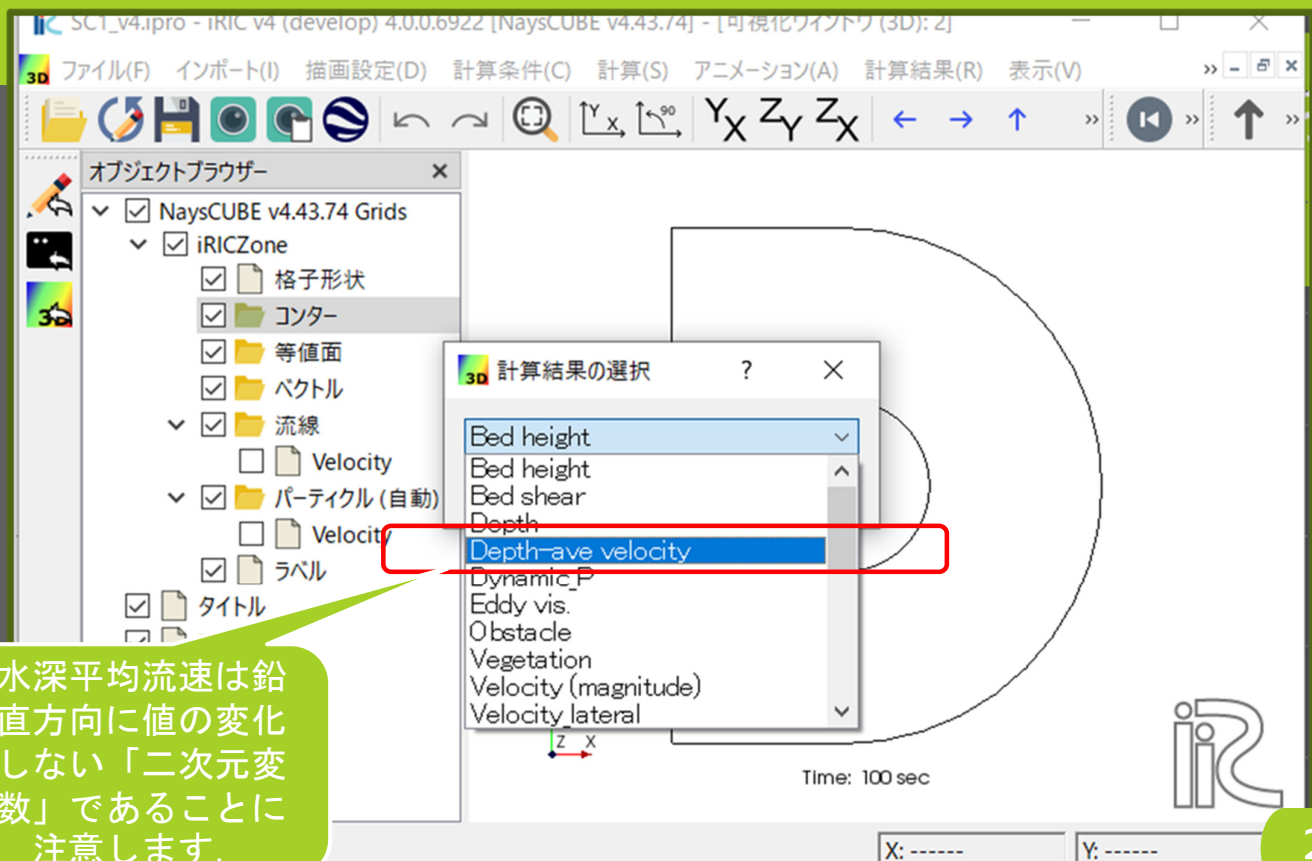 SC1_v4.ipro - iRIC v4 (develop) 4.0.0.6922 [NaysCUBE v4.43.74] - [可視化ウィンドウ (3D): 2]
3D ファイル(F) インポート(I) 描画設定(D) 計算条件(C) 計算(S) アニメーション(A) 計算結果(R) 表示(V)
オブジェクトブラウザー
NaysCUBE v4.43.74 Grids
iRICZone
格子形状
コンター
等値面
ベクトル
流線
Velocity
パーティクル (自動)
Velocity
ラベル
タイトル
3D 計算結果の選択 ?
Bed height
Bed height
Bed shear
Depth
Depth-ave velocity
Dynamic_P
Eddy vis.
Obstacle
Vegetation
Velocity (magnitude)
Velocity_lateral
Z X
Time: 100 sec
iRIC
水深平均流速は鉛
直方向に値の変化
しない「二次元変
数」であることに
注意します.
X: ------ Y: ------